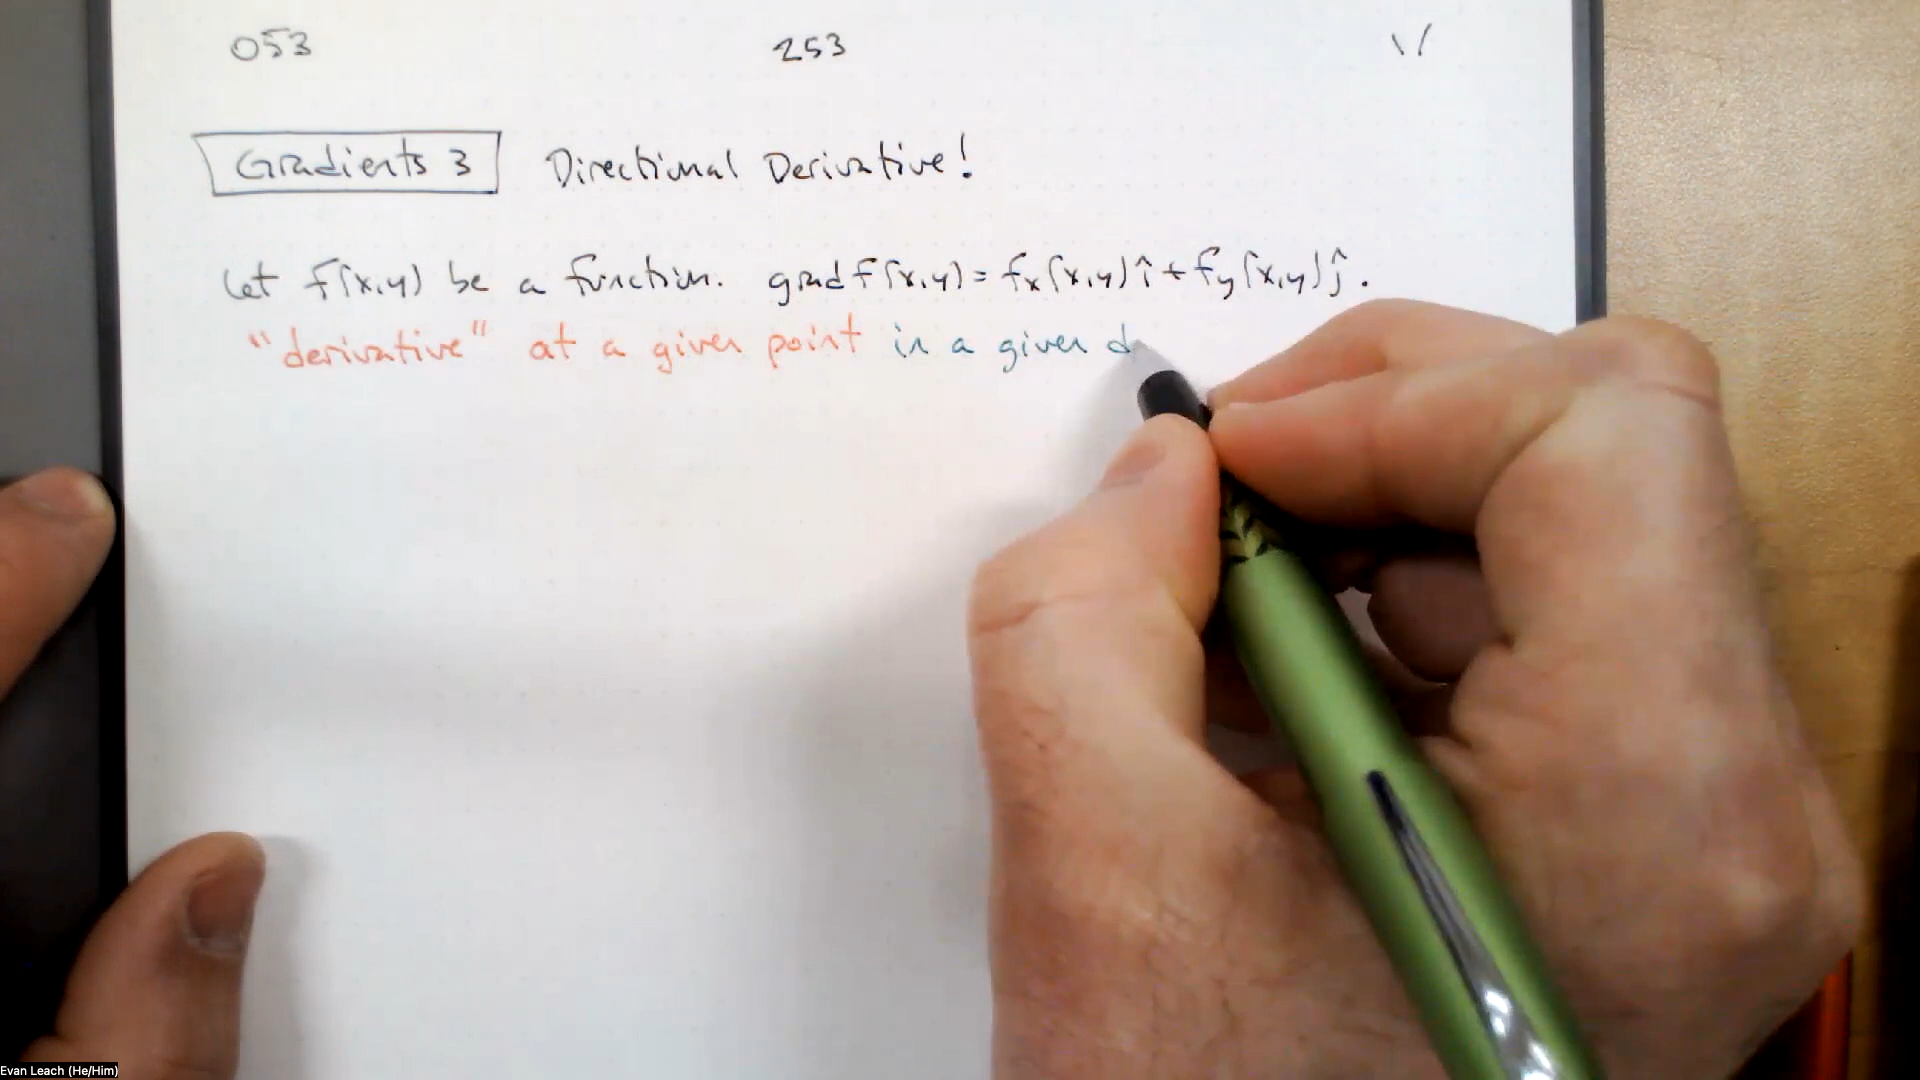 053 253 1/
Gradients 3 Directional Derivative!
Let f(x,y) be a function. grad f(x,y) = fx(x,y)î + fy(x,y)ĵ.
"derivative" at a given point in a given d
Evan Leach (He/Him)